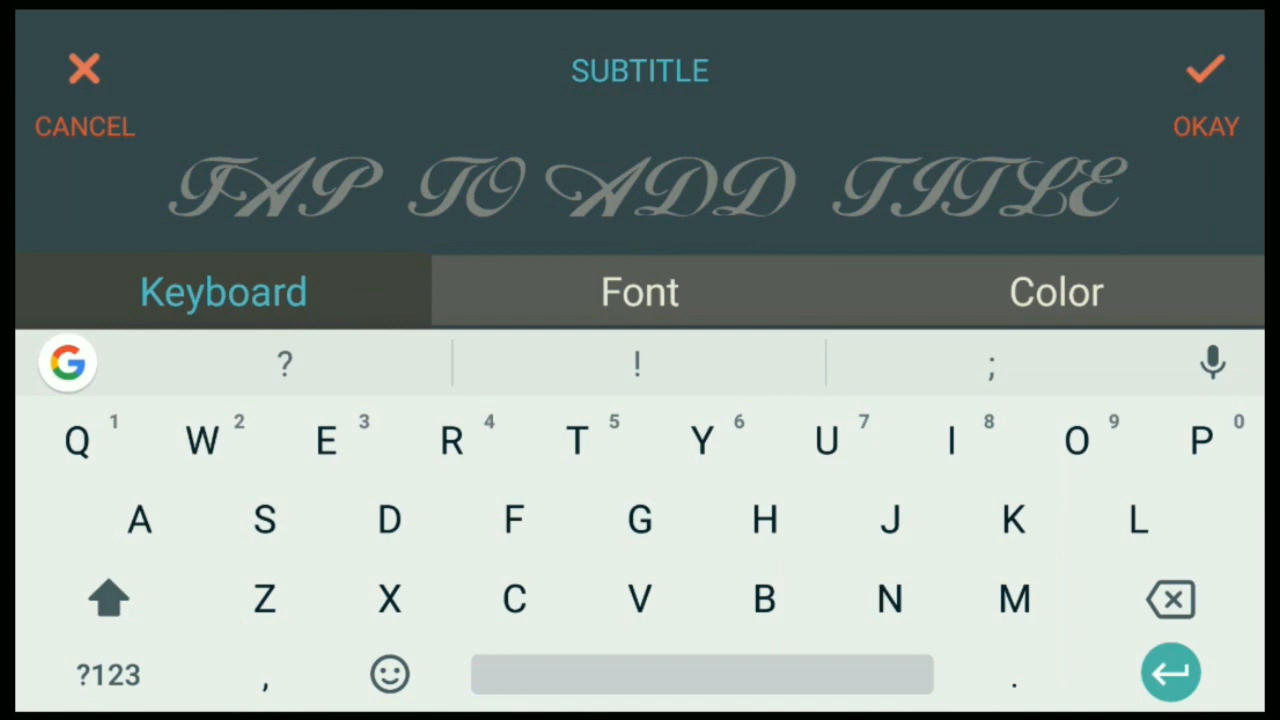 SUBTITLE
CANCEL
OKAY
TAP TO ADD TITLE
Keyboard Font Color
? ! ;
Q 1 W 2 E 3 R 4 T 5 Y 6 U 7 I 8 O 9 P 0
A S D F G H J K L
Z X C V B N M
?123 , .